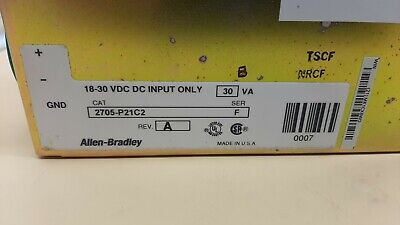 TSCF
NRCF
+
-
GND
18-30 VDC DC INPUT ONLY 30 VA
CAT SER
2705-P21C2 F
REV. A
Allen-Bradley
MADE IN U.S.A
0007